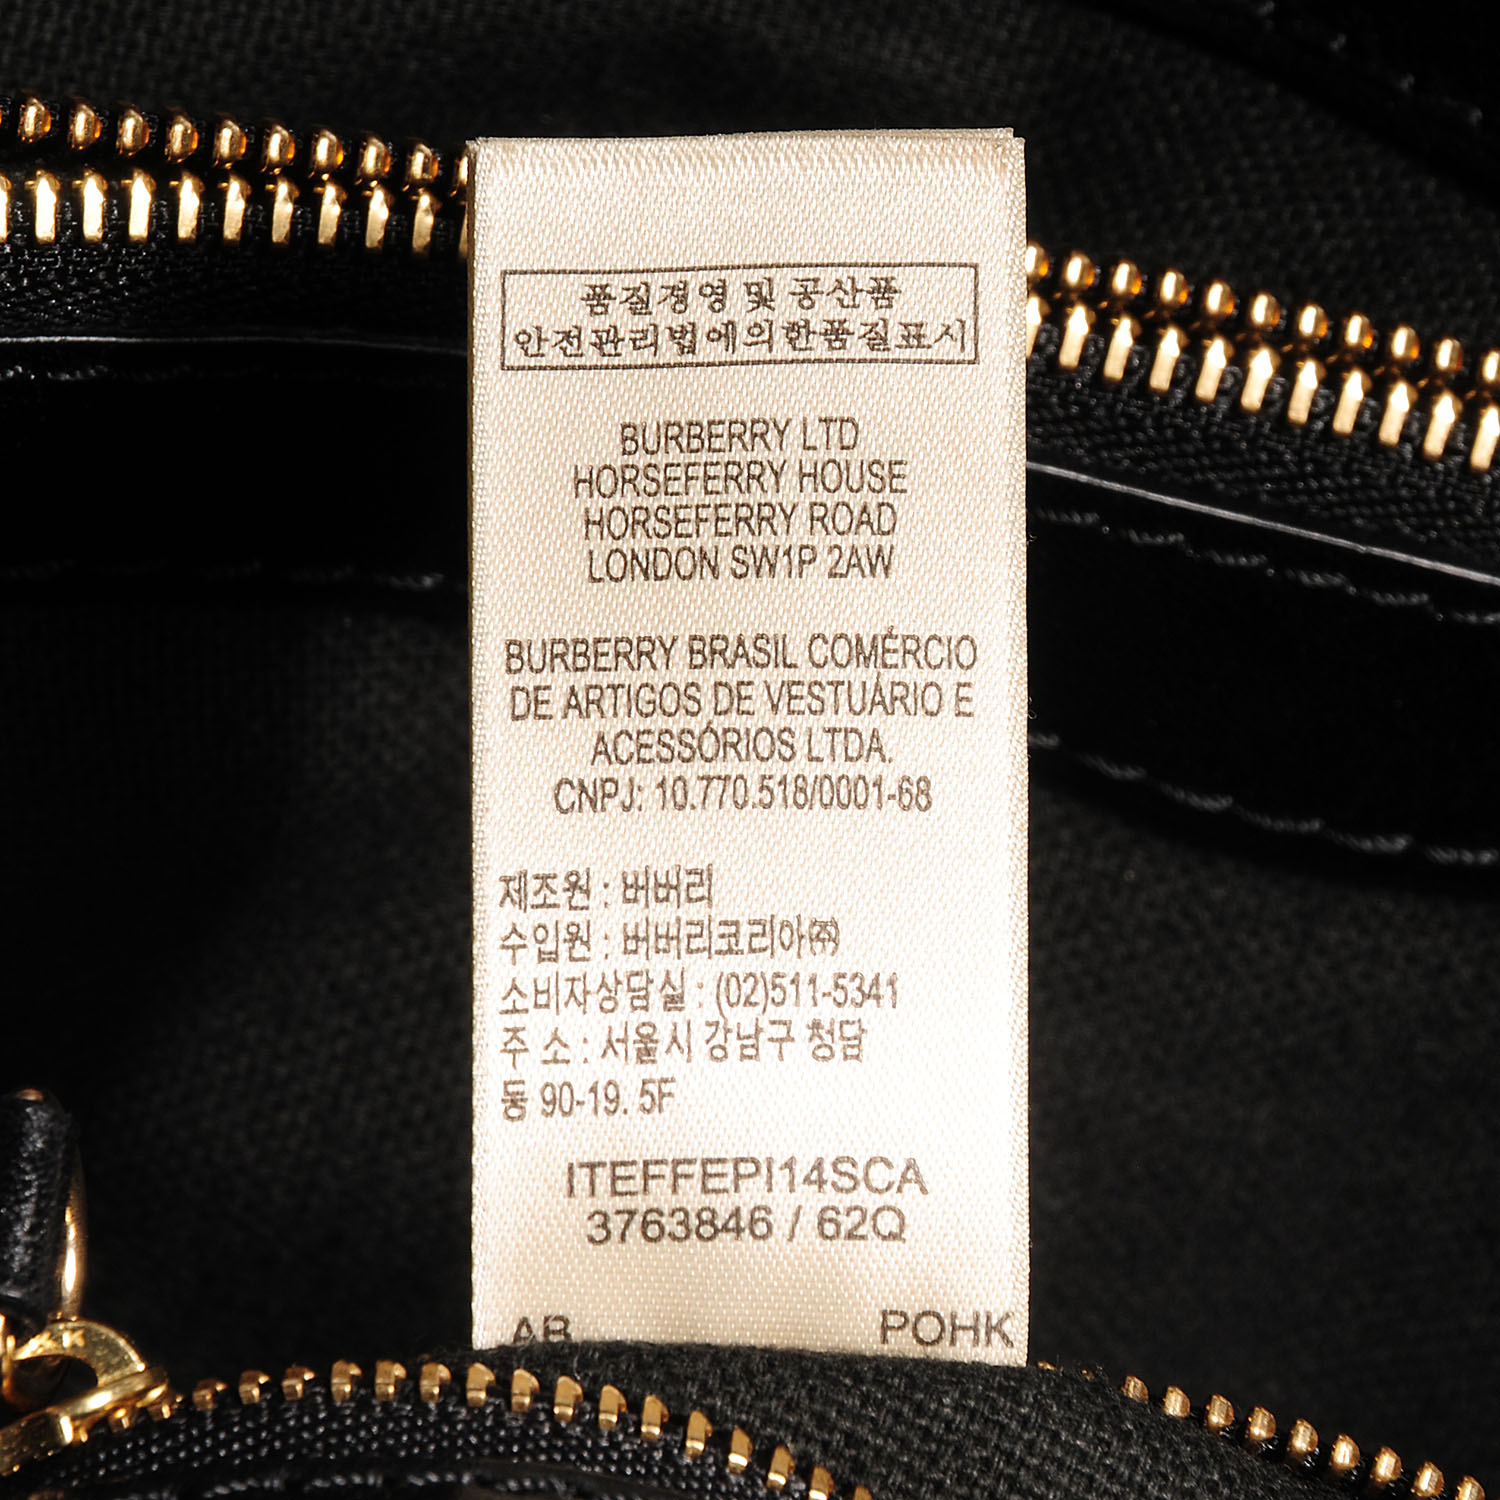 품질경영 및 공산품
안전관리법에의한품질표시
BURBERRY LTD
HORSEFERRY HOUSE
HORSEFERRY ROAD
LONDON SW1P 2AW
BURBERRY BRASIL COMÉRCIO
DE ARTIGOS DE VESTUÁRIO E
ACESSÓRIOS LTDA.
CNPJ: 10.770.518/0001-68
제조원 : 버버리
수입원 : 버버리코리아㈜
소비자상담실 : (02)511-5341
주 소 : 서울시 강남구 청담
동 90-19. 5F
ITEFFEPI14SCA
3763846 / 62Q
AB POHK